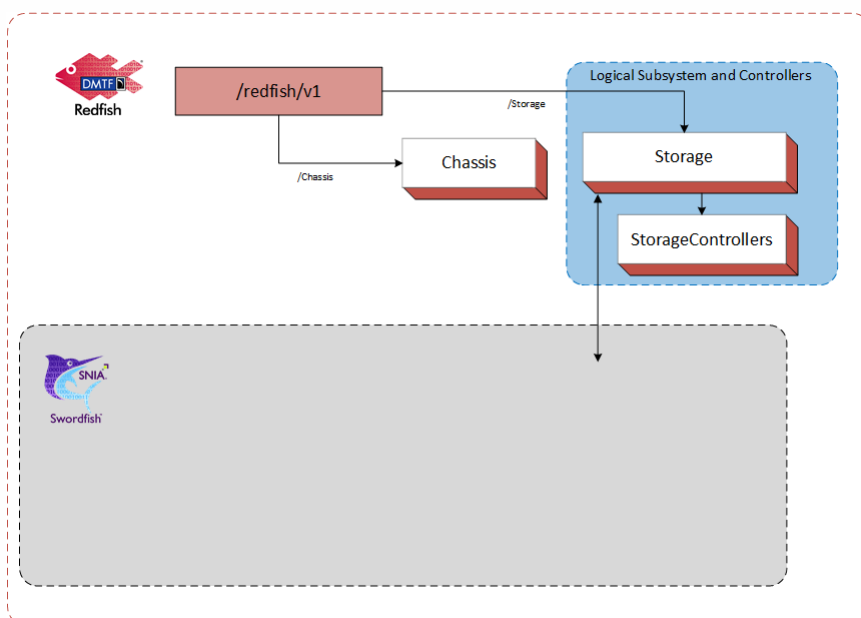 DMTF
Redfish
/redfish/v1
/Storage
Logical Subsystem and Controllers
/Chassis
Chassis
Storage
StorageControllers
SNIA
Swordfish